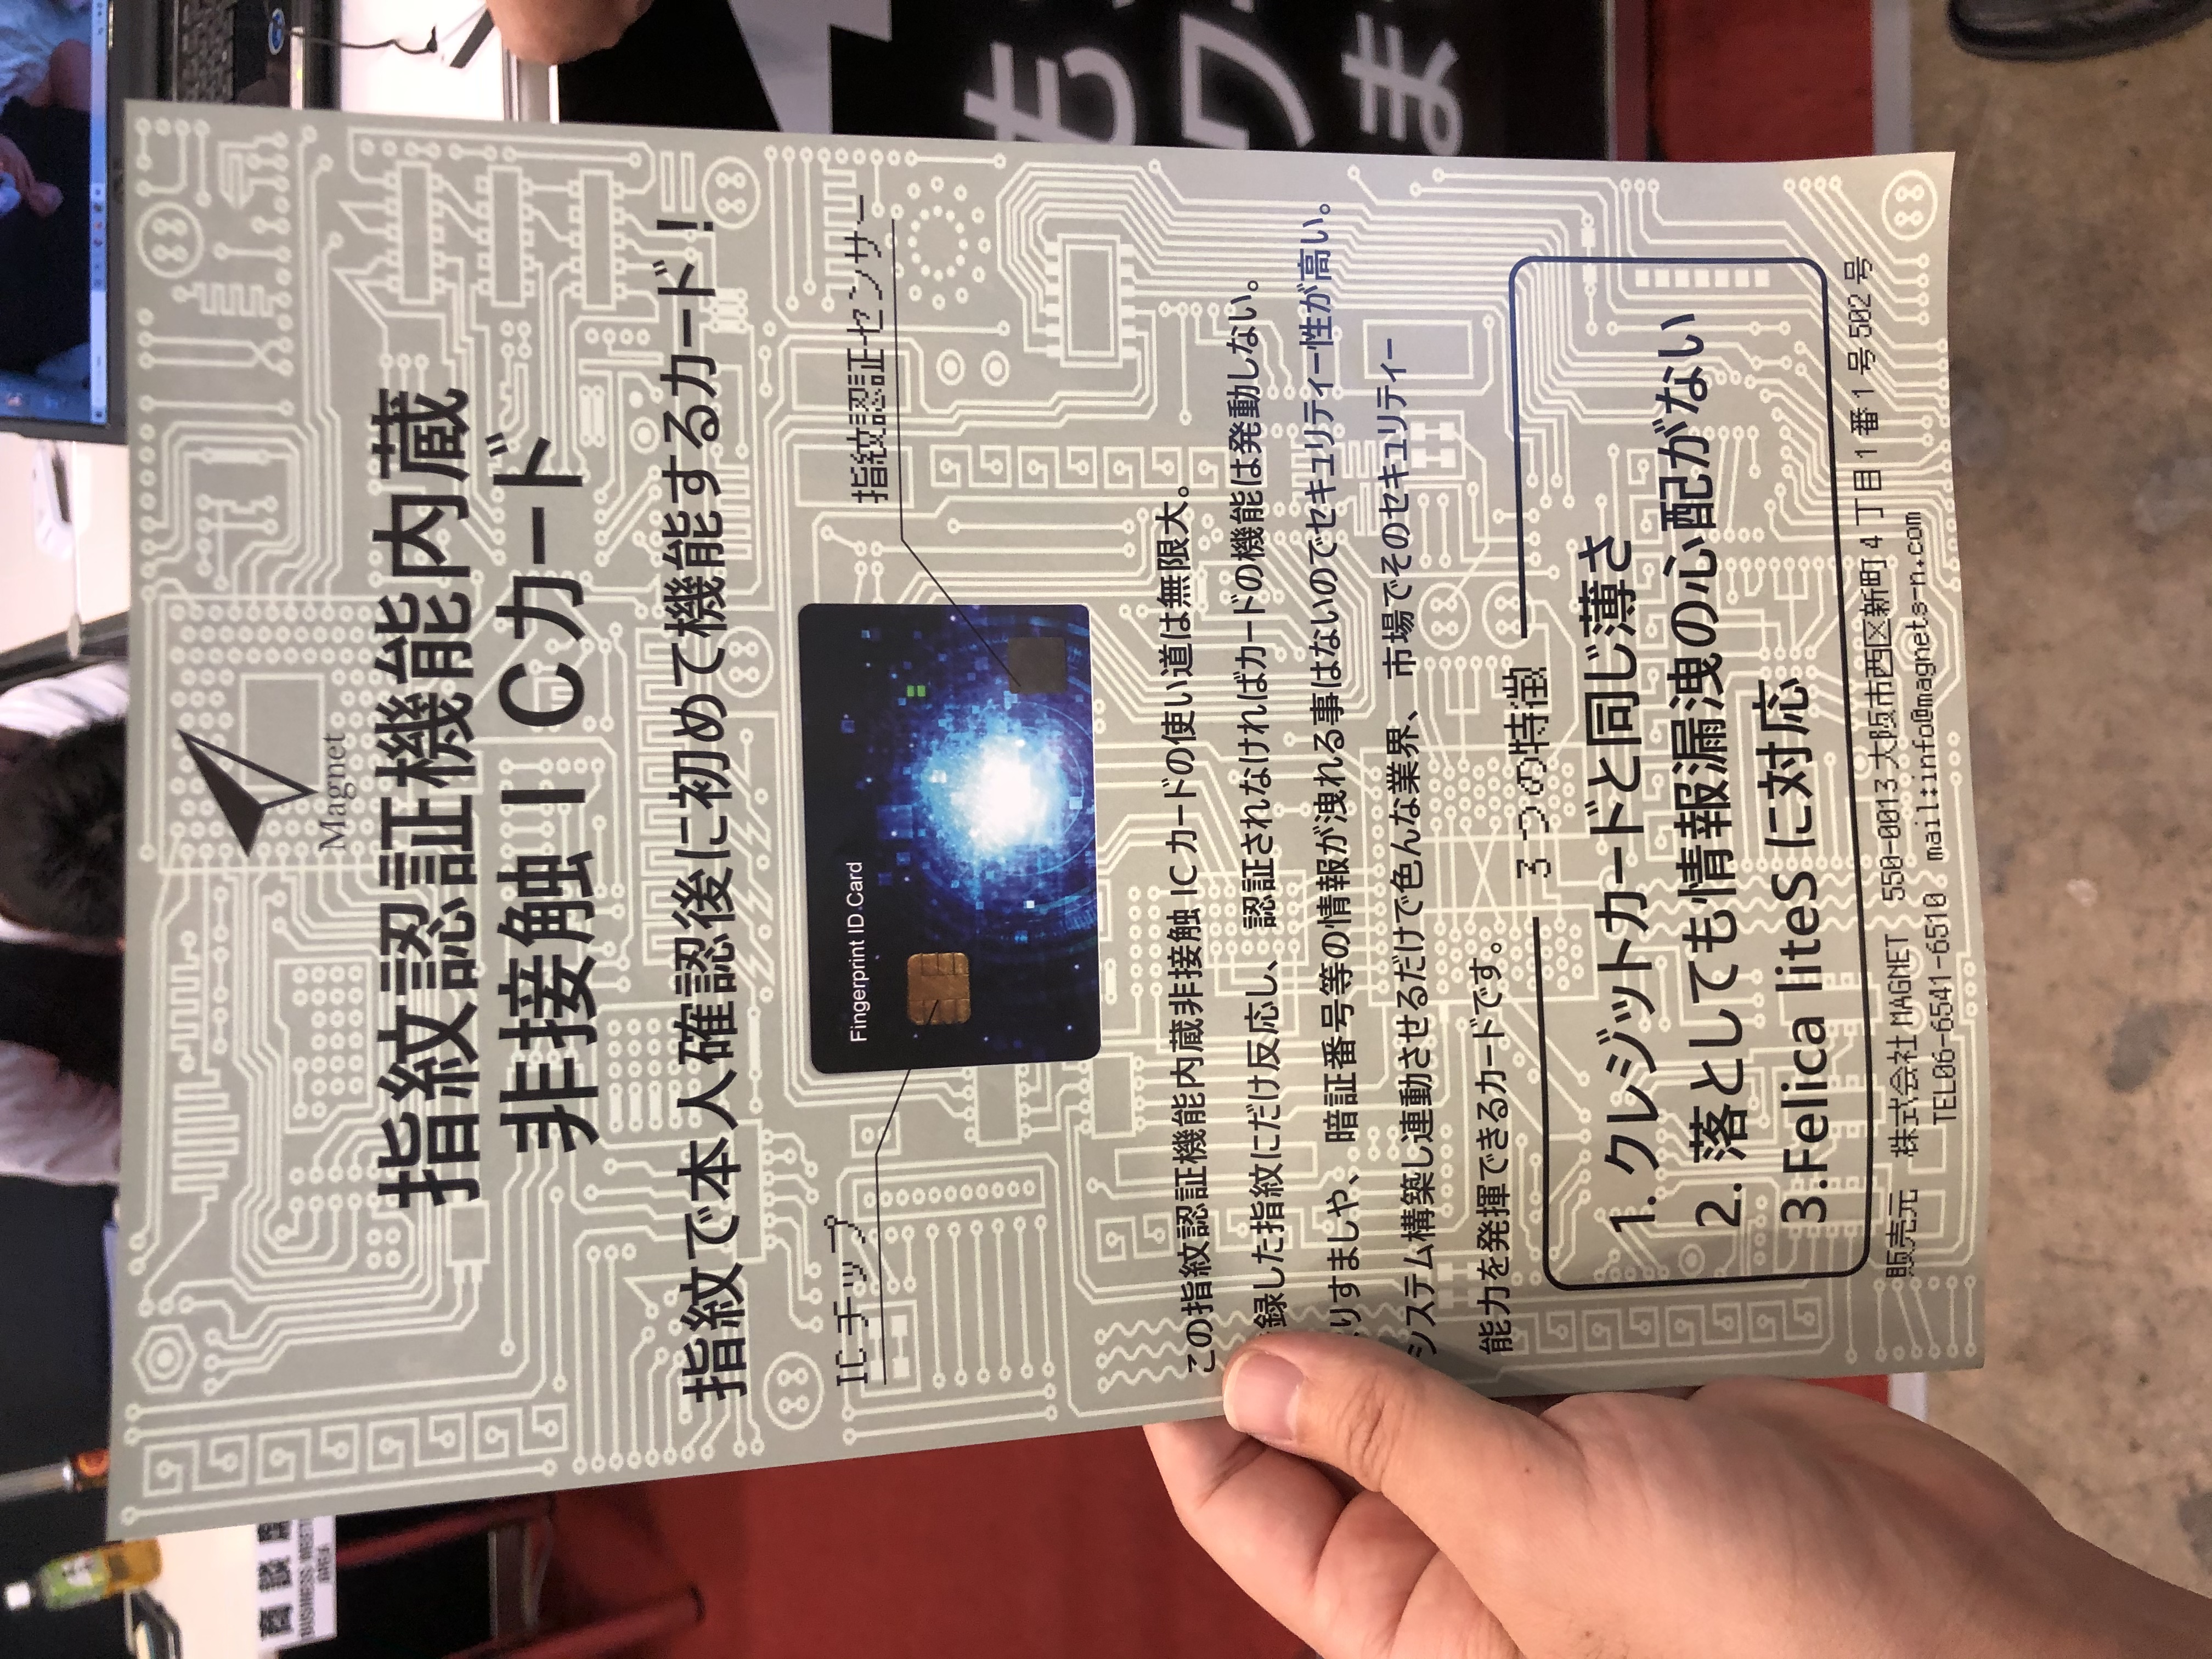 商談
BUSINESS MEET
AREA
Magnet
指紋認証機能内蔵
非接触ＩＣカード
指紋で本人確認後に初めて機能するカード！
ICチップ
Fingerprint ID Card
指紋認証センサー
この指紋認証機能内蔵非接触 IC カードの使い道は無限大。
録した指紋にだけ反応し、 認証されなければカードの機能は発動しない。
りすましや、 暗証番号等の情報が洩れる事はないのでセキュリティー性が高い。
システム構築し連動させるだけで色んな業界、 市場でそのセキュリティー
能力を発揮できるカードです。
3つの特徴
1. クレジットカードと同じ薄さ
2. 落としても情報漏洩の心配がない
3.Felica liteS に対応
販売元　株式会社 MAGNET　550-0013 大阪市西区新町４丁目１番１号 502 号
TEL06-6541-6510　mail:info@magnets-n.com
も
ワ
ま